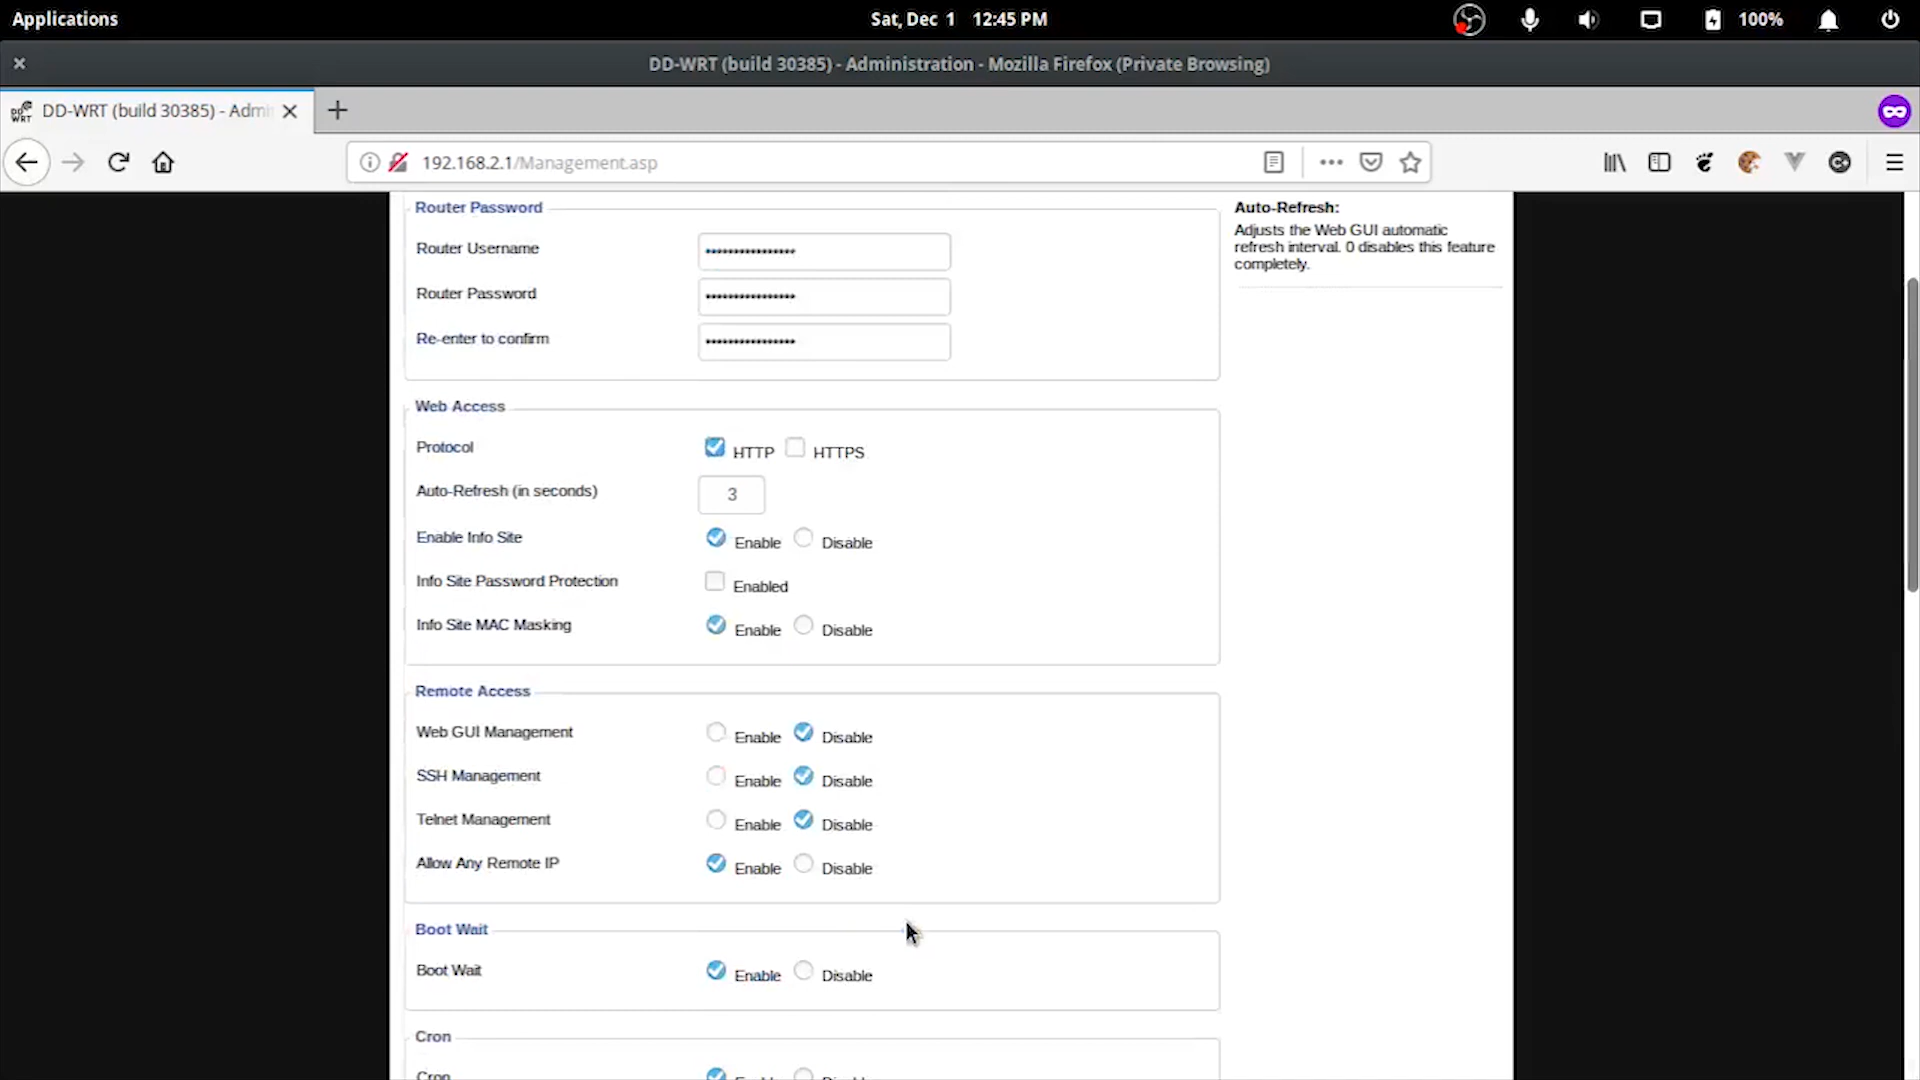 Applications
Sat, Dec 1 12:45 PM
100%
DD-WRT (build 30385) - Administration - Mozilla Firefox (Private Browsing)
DD-WRT (build 30385) - Admi
192.168.2.1/Management.asp
Router Password
Router Username
Router Password
Re-enter to confirm
Auto-Refresh:
Adjusts the Web GUI automatic
refresh interval. 0 disables this feature
completely.
Web Access
Protocol HTTP HTTPS
Auto-Refresh (in seconds) 3
Enable Info Site Enable Disable
Info Site Password Protection Enabled
Info Site MAC Masking Enable Disable
Remote Access
Web GUI Management Enable Disable
SSH Management Enable Disable
Telnet Management Enable Disable
Allow Any Remote IP Enable Disable
Boot Wait
Boot Wait Enable Disable
Cron
Cron Enable Disable